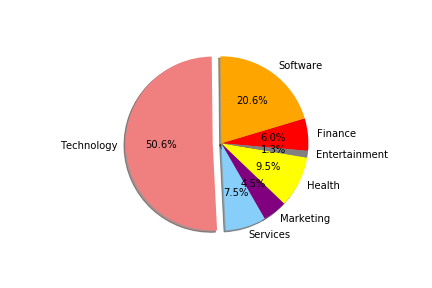 Software
20.6%
Finance
6.0%
Technology
50.6%
1.3%
Entertainment
9.5%
Health
4.5%
7.5%
Marketing
Services